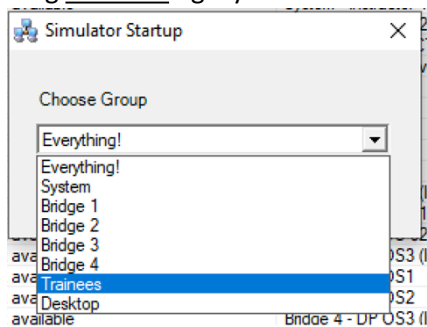 Simulator Startup
Choose Group
Everything!
Everything!
System
Bridge 1
Bridge 2
Bridge 3
Bridge 4
Trainees
Desktop
available
Bridge 4 - DP OS3 (I